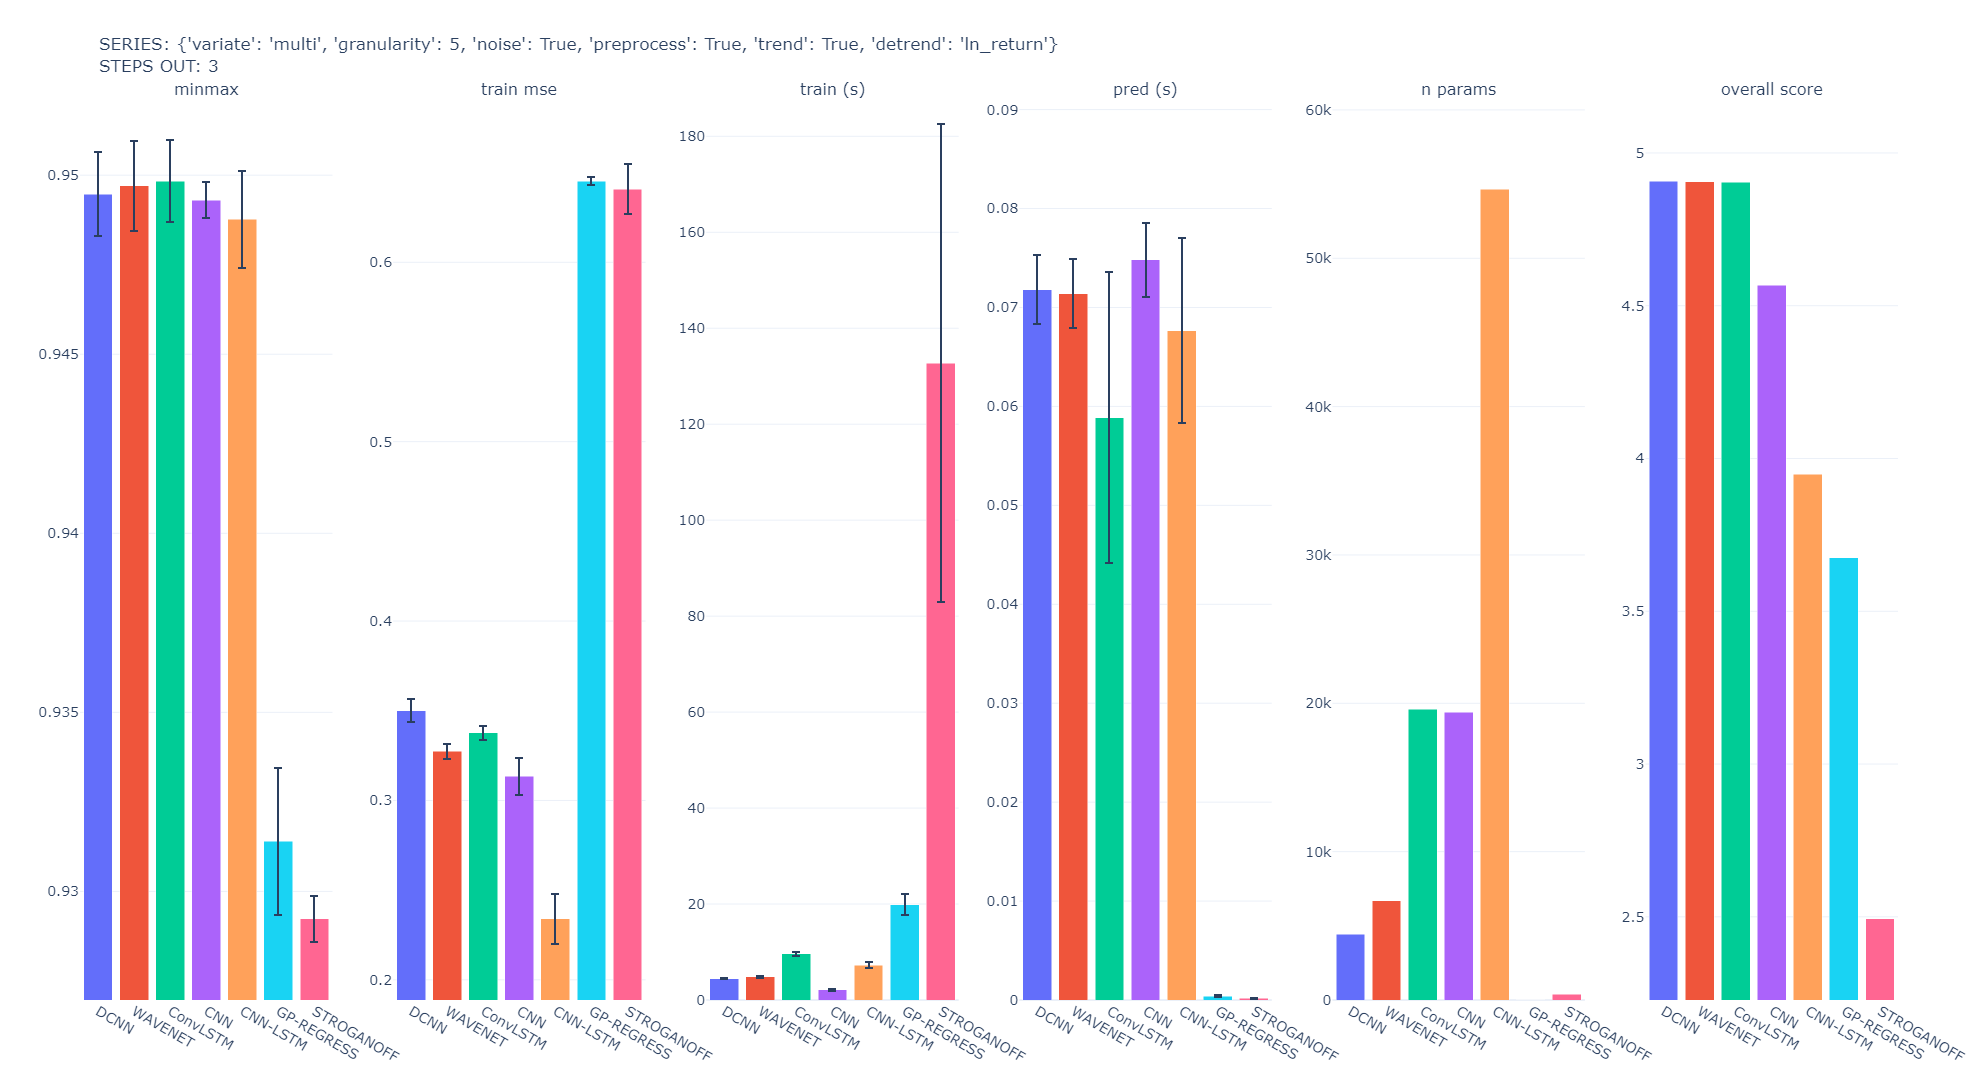 SERIES: {'variate': 'multi', 'granularity': 5, 'noise': True, 'preprocess': True, 'trend': True, 'detrend': 'ln_return'}
STEPS OUT: 3
minmax
0.95
0.945
0.94
0.935
0.93
DCNN
WAVENET
ConvLSTM
CNN
CNN-LSTM
GP-REGRESS
STROGANOFF
train mse
0.6
0.5
0.4
0.3
0.2
DCNN
WAVENET
ConvLSTM
CNN
CNN-LSTM
GP-REGRESS
STROGANOFF
train (s)
180
160
140
120
100
80
60
40
20
0
DCNN
WAVENET
ConvLSTM
CNN
CNN-LSTM
GP-REGRESS
STROGANOFF
pred (s)
0.09
0.08
0.07
0.06
0.05
0.04
0.03
0.02
0.01
0
DCNN
WAVENET
ConvLSTM
CNN
CNN-LSTM
GP-REGRESS
STROGANOFF
n params
60k
50k
40k
30k
20k
10k
0
DCNN
WAVENET
ConvLSTM
CNN
CNN-LSTM
GP-REGRESS
STROGANOFF
overall score
5
4.5
4
3.5
3
2.5
DCNN
WAVENET
ConvLSTM
CNN
CNN-LSTM
GP-REGRESS
STROGANOFF